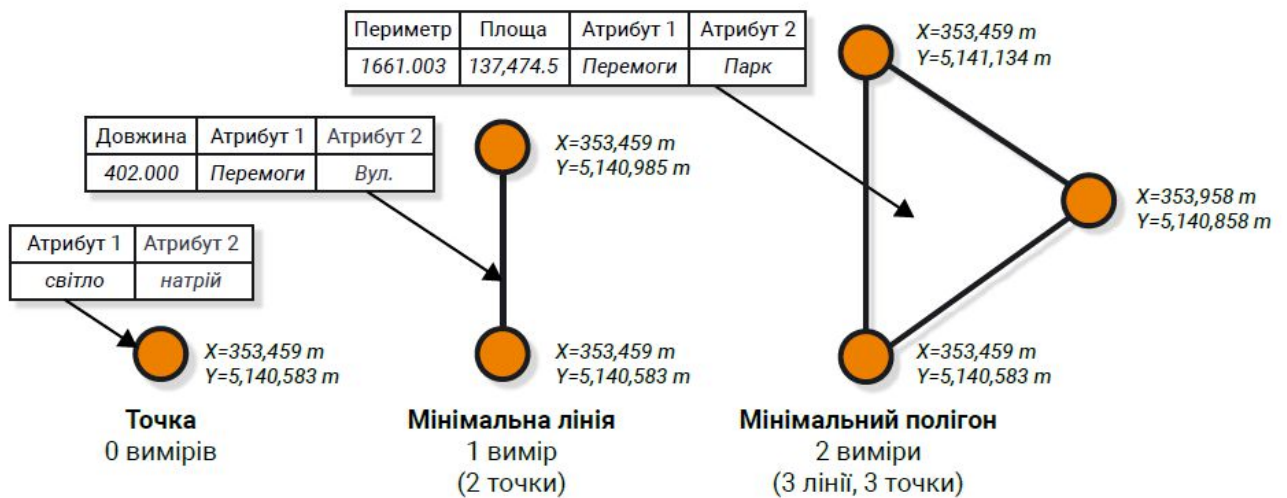 Периметр Площа Атрибут 1 Атрибут 2
1661.003 137,474.5 Перемоги Парк
X=353,459 m
Y=5,141,134 m
Довжина Атрибут 1 Атрибут 2
402.000 Перемоги Вул.
X=353,459 m
Y=5,140,985 m
X=353,958 m
Y=5,140,858 m
Атрибут 1 Атрибут 2
світло натрій
X=353,459 m
Y=5,140,583 m
X=353,459 m
Y=5,140,583 m
X=353,459 m
Y=5,140,583 m
Точка
0 вимірів
Мінімальна лінія
1 вимір
(2 точки)
Мінімальний полігон
2 виміри
(3 лінії, 3 точки)